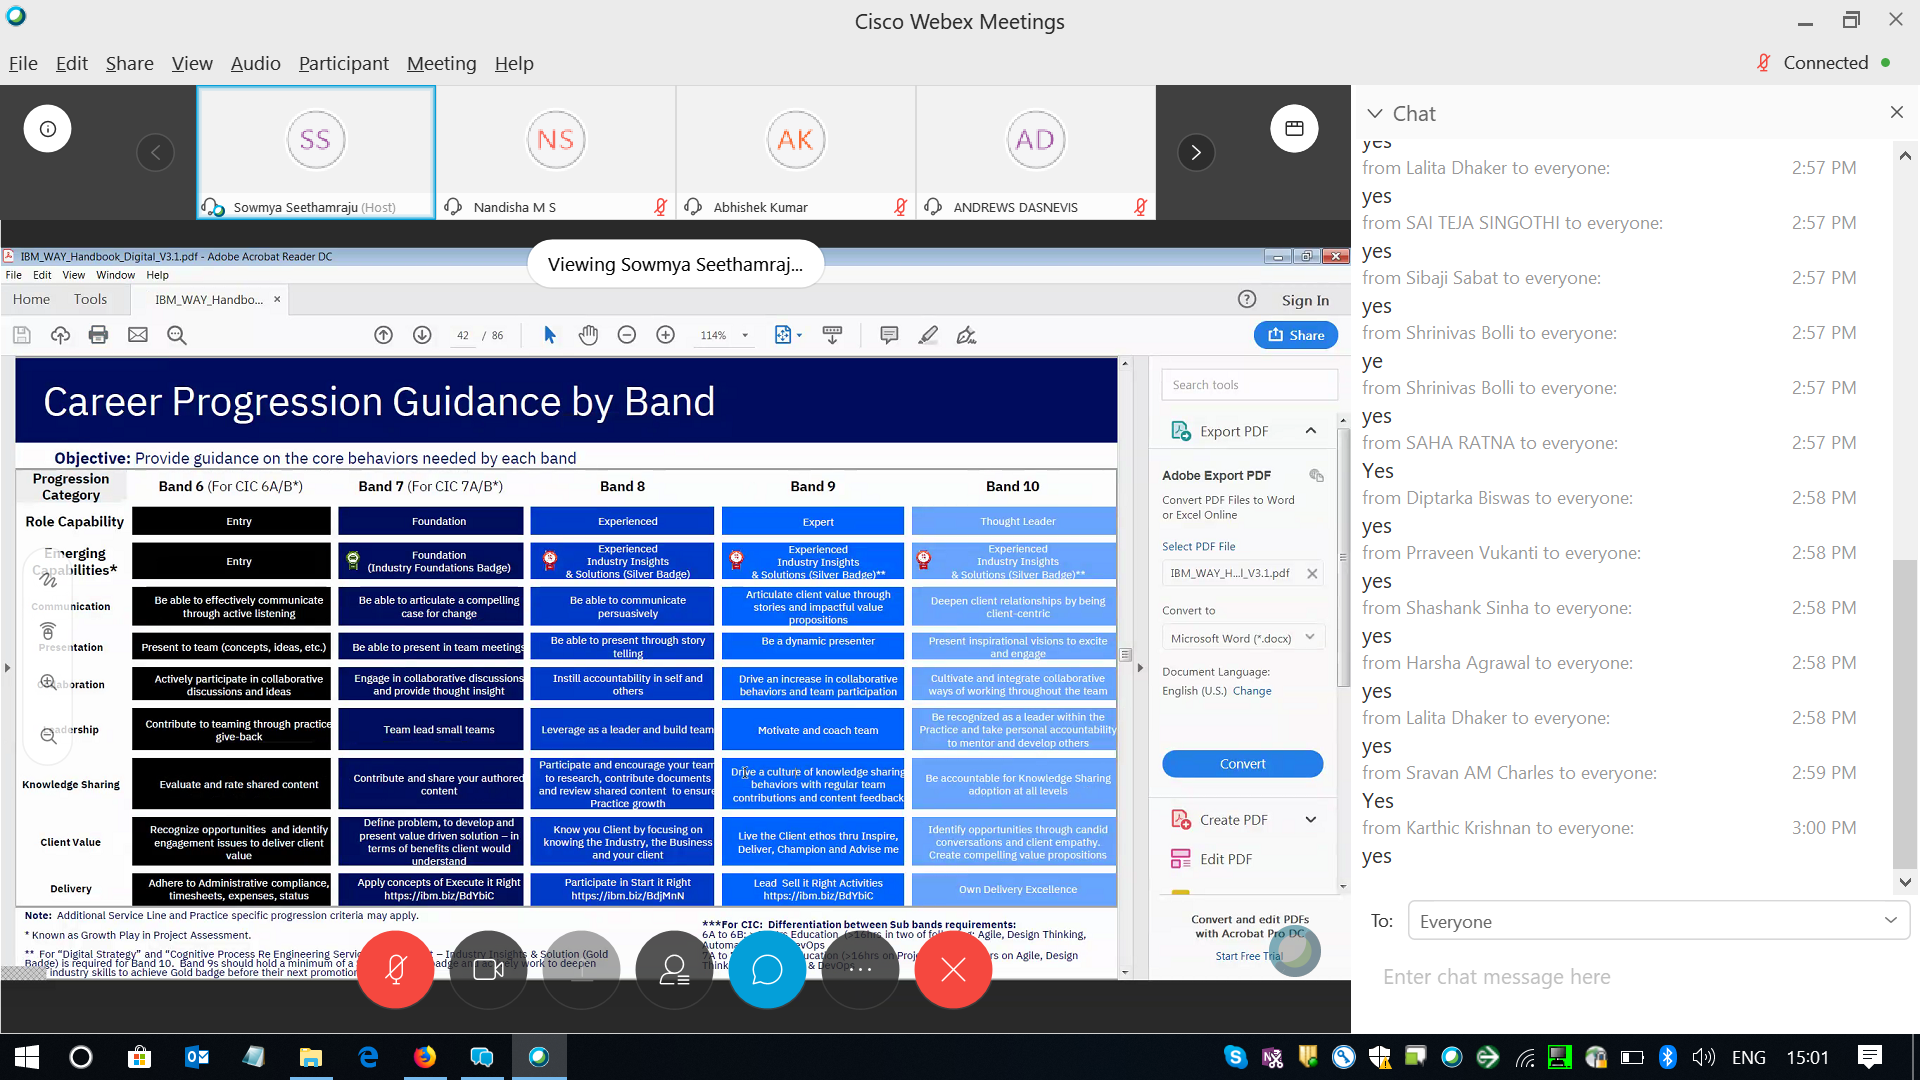 Cisco Webex Meetings
File Edit Share View Audio Participant Meeting Help
Connected
SS
NS
AK
AD
Sowmya Seethamraju (Host)
Nandisha M S
Abhishek Kumar
ANDREWS DASNEVIS
IBM_WAY_Handbook_Digital_V3.1.pdf - Adobe Acrobat Reader DC
Viewing Sowmya Seethamraj...
File Edit View Window Help
Home Tools IBM_WAY_Handbo... × Sign In
42 / 86 114% Share
Career Progression Guidance by Band
Objective: Provide guidance on the core behaviors needed by each band
Progression
Category
Band 6 (For CIC 6A/B*)
Band 7 (For CIC 7A/B*)
Band 8
Band 9
Band 10
Role Capability
Entry
Foundation
Experienced
Expert
Thought Leader
Emerging
Capabilities*
Entry
Foundation
(Industry Foundations Badge)
Experienced
Industry Insights
& Solutions (Silver Badge)
Experienced
Industry Insights
& Solutions (Silver Badge)**
Experienced
Industry Insights
& Solutions (Silver Badge)**
Communication
Be able to effectively communicate
through active listening
Be able to articulate a compelling
case for change
Be able to communicate
persuasively
Articulate client value through
stories and impactful value
propositions
Deepen client relationships by being
client-centric
Presentation
Present to team (concepts, ideas, etc.)
Be able to present in team meetings
Be able to present through story
telling
Be a dynamic presenter
Present inspirational visions to excite
and engage
Collaboration
Actively participate in collaborative
discussions and ideas
Engage in collaborative discussions
and provide thought insight
Instill accountability in self and
others
Drive an increase in collaborative
behaviors and team participation
Cultivate and integrate collaborative
ways of working throughout the team
Leadership
Contribute to teaming through practice
give-back
Team lead small teams
Leverage as a leader and build team
Motivate and coach team
Be recognized as a leader within the
Practice and take personal accountability
to mentor and develop others
Knowledge Sharing
Evaluate and rate shared content
Contribute and share your authored
content
Participate and encourage your team
to research, contribute documents
and review shared content to ensure
Practice growth
Drive a culture of knowledge sharing
behaviors with regular team
contributions and content feedback
Be accountable for Knowledge Sharing
adoption at all levels
Client Value
Recognize opportunities and identify
engagement issues to deliver client
value
Define problem, to develop and
present value driven solution – in
terms of benefits client would
understand
Know you Client by focusing on
knowing the Industry, the Business
and your client
Live the Client ethos thru Inspire,
Deliver, Champion and Advise me
Identify opportunities through candid
conversations and client empathy.
Create compelling value propositions
Delivery
Adhere to Administrative compliance,
timesheets, expenses, status
Apply concepts of Execute it Right
https://ibm.biz/BdYbiC
Participate in Start it Right
https://ibm.biz/BdjMnN
Lead Sell it Right Activities
https://ibm.biz/BdYbiC
Own Delivery Excellence
Note: Additional Service Line and Practice specific progression criteria may apply.
* Known as Growth Play in Project Assessment.
** For “Digital Strategy” and “Cognitive Process Re Engineering
Badge) is required for Band 10. Band 9s should hold a minimum of a
industry skills to achieve Gold badge before their next promotion
– Industry Insights & Solution (Gold
to deepen
***For CIC: Differentiation between Sub bands requirements:
6A to 6B: Education (>16hrs in two of Agile, Design Thinking,
7A to on Agile, Design
& DevOps
Search tools
Export PDF
Adobe Export PDF
Convert PDF Files to Word
or Excel Online
Select PDF File
IBM_WAY_H...l_V3.1.pdf
Convert to
Microsoft Word (*.docx)
Document Language:
English (U.S.) Change
Convert
Create PDF
Edit PDF
Convert and edit PDFs
with Acrobat Pro DC
Start Free Trial
Chat
yes
from Lalita Dhaker to everyone: 2:57 PM
yes
from SAI TEJA SINGOTHI to everyone: 2:57 PM
yes
from Sibaji Sabat to everyone: 2:57 PM
yes
from Shrinivas Bolli to everyone: 2:57 PM
ye
from Shrinivas Bolli to everyone: 2:57 PM
yes
from SAHA RATNA to everyone: 2:57 PM
Yes
from Diptarka Biswas to everyone: 2:58 PM
yes
from Prraveen Vukanti to everyone: 2:58 PM
yes
from Shashank Sinha to everyone: 2:58 PM
yes
from Harsha Agrawal to everyone: 2:58 PM
yes
from Lalita Dhaker to everyone: 2:58 PM
yes
from Sravan AM Charles to everyone: 2:59 PM
Yes
from Karthic Krishnan to everyone: 3:00 PM
yes
To: Everyone
Enter chat message here
ENG 15:01